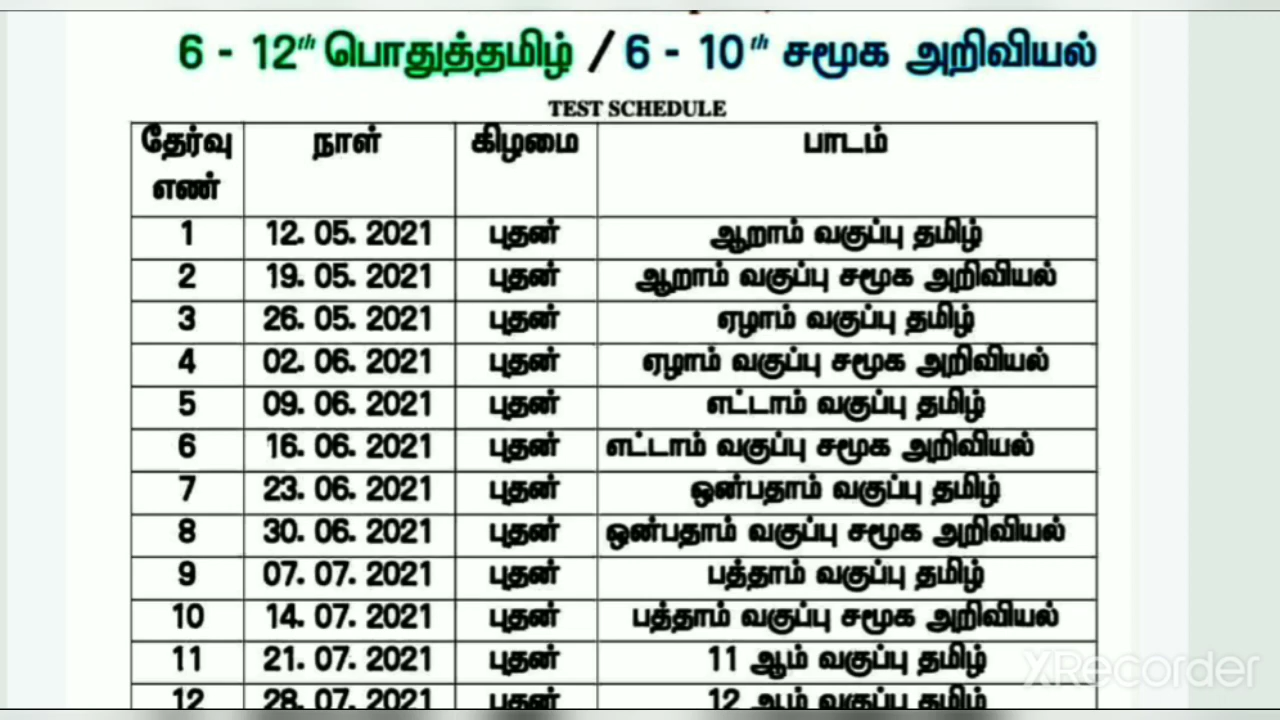 6 - 12th பொதுத்தமிழ் / 6 - 10th சமூக அறிவியல்
TEST SCHEDULE
தேர்வு எண் நாள் கிழமை பாடம்
1 12. 05. 2021 புதன் ஆறாம் வகுப்பு தமிழ்
2 19. 05. 2021 புதன் ஆறாம் வகுப்பு சமூக அறிவியல்
3 26. 05. 2021 புதன் ஏழாம் வகுப்பு தமிழ்
4 02. 06. 2021 புதன் ஏழாம் வகுப்பு சமூக அறிவியல்
5 09. 06. 2021 புதன் எட்டாம் வகுப்பு தமிழ்
6 16. 06. 2021 புதன் எட்டாம் வகுப்பு சமூக அறிவியல்
7 23. 06. 2021 புதன் ஒன்பதாம் வகுப்பு தமிழ்
8 30. 06. 2021 புதன் ஒன்பதாம் வகுப்பு சமூக அறிவியல்
9 07. 07. 2021 புதன் பத்தாம் வகுப்பு தமிழ்
10 14. 07. 2021 புதன் பத்தாம் வகுப்பு சமூக அறிவியல்
11 21. 07. 2021 புதன் 11 ஆம் வகுப்பு தமிழ்
12 28. 07. 2021 புதன் 12 ஆம் வகுப்பு தமிழ்
XRecorder